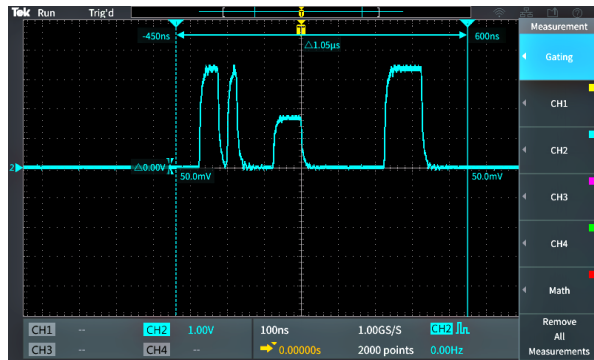 Tek Run Trig'd
Measurement
-450ns
600ns
△1.05µs
Gating
CH1
CH2
2
△0.00V
50.0mV
50.0mV
CH3
CH4
Math
Remove
All
Measurements
CH1 -- CH2 1.00V 100ns 1.00GS/S CH2
CH3 -- CH4 -- 0.00000s 2000 points 0.00Hz